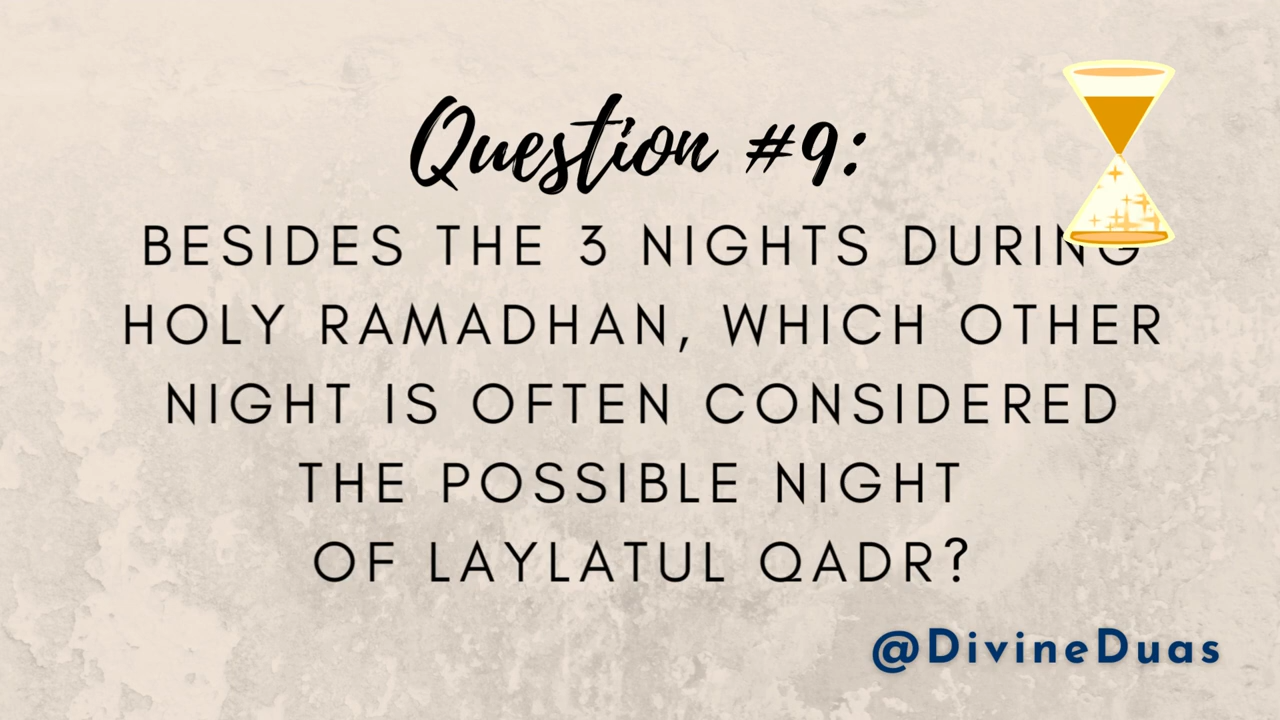 Question #9:
BESIDES THE 3 NIGHTS DURING
HOLY RAMADHAN, WHICH OTHER
NIGHT IS OFTEN CONSIDERED
THE POSSIBLE NIGHT
OF LAYLATUL QADR?
@DivineDuas